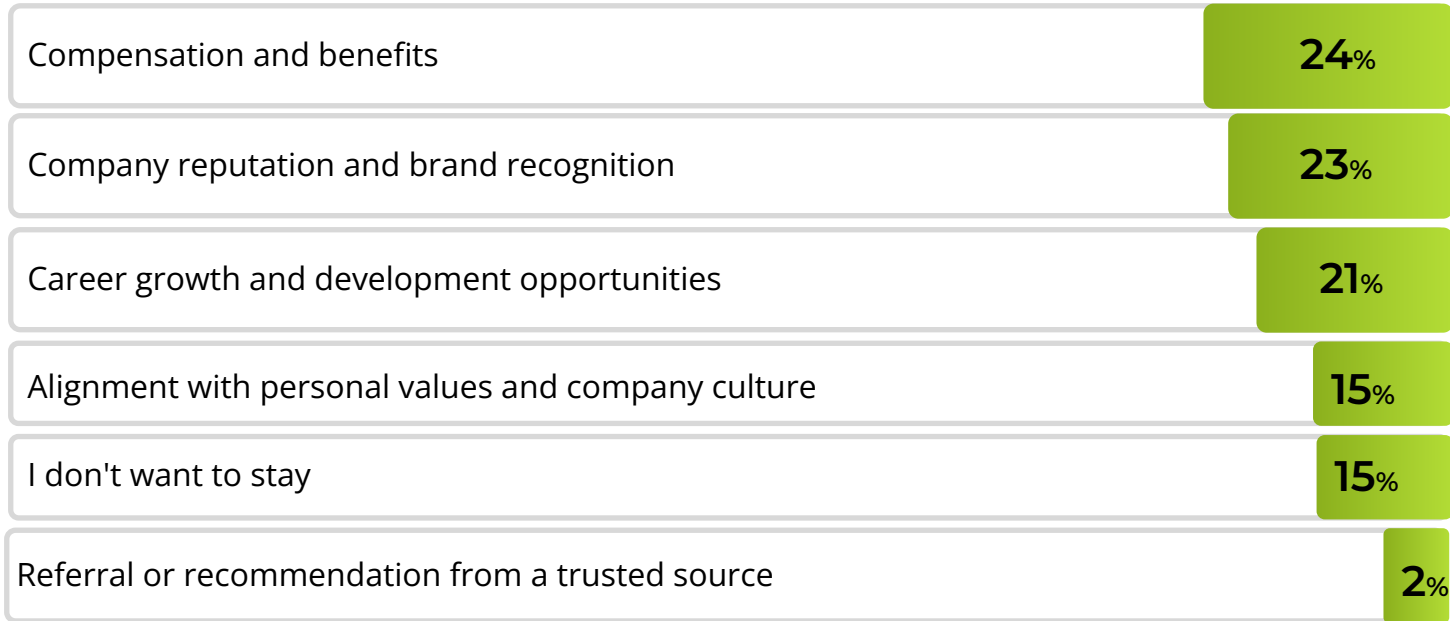 Compensation and benefits 24%
Company reputation and brand recognition 23%
Career growth and development opportunities 21%
Alignment with personal values and company culture 15%
I don't want to stay 15%
Referral or recommendation from a trusted source 2%